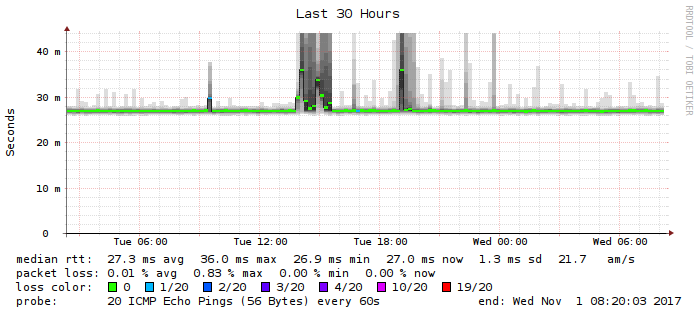 Last 30 Hours
RRDTOOL / TOBI OETIKER
Seconds
40 m
30 m
20 m
10 m
0
Tue 06:00 Tue 12:00 Tue 18:00 Wed 00:00 Wed 06:00
median rtt: 27.3 ms avg 36.0 ms max 26.9 ms min 27.0 ms now 1.3 ms sd 21.7 am/s
packet loss: 0.01 % avg 0.83 % max 0.00 % min 0.00 % now
loss color: 0 1/20 2/20 3/20 4/20 10/20 19/20
probe: 20 ICMP Echo Pings (56 Bytes) every 60s end: Wed Nov 1 08:20:03 2017